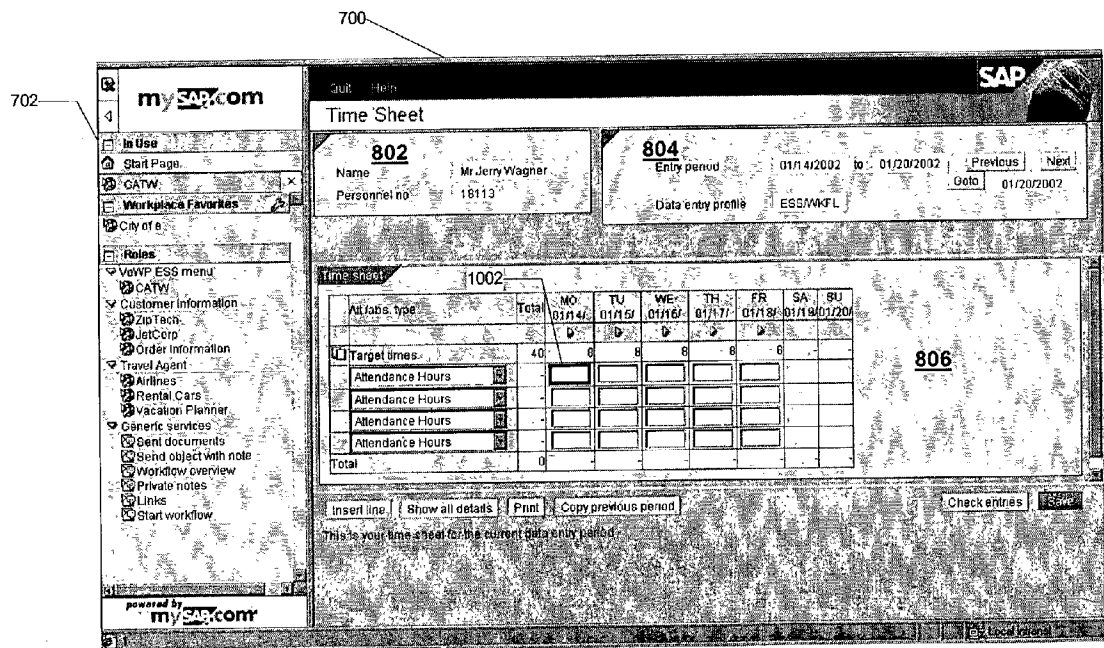 700
702
mySAP.com
Quit Help
SAP
Time Sheet
In Use
Start Page
CATW
Workplace Favorites
City of e
Roles
VoWP ESS menu
CATW
Customer Information
ZipTech
JetCorp
Order Information
Travel Agent
Airlines
Rental Cars
Vacation Planner
Generic services
Sent documents
Send object with note
Workflow overview
Private notes
Links
Start workflow
powered by
mySAP.com
802
Name Mr Jerry Wagner
Personnel no 18113
804
Entry period 01/14/2002 to 01/20/2002 Previous Next
Goto 01/20/2002
Data entry profile ESS/WKFL
Time sheet
1002
Att./abs. type Total MO TU WE TH FR SA SU
01/14/ 01/15/ 01/16/ 01/17/ 01/18/ 01/19/ 01/20/
Target times 40 8 8 8 8 8
Attendance Hours
Attendance Hours
Attendance Hours
Attendance Hours
Total 0
806
Insert line Show all details Print Copy previous period Check entries Save
This is your time sheet for the current data entry period
Local intranet